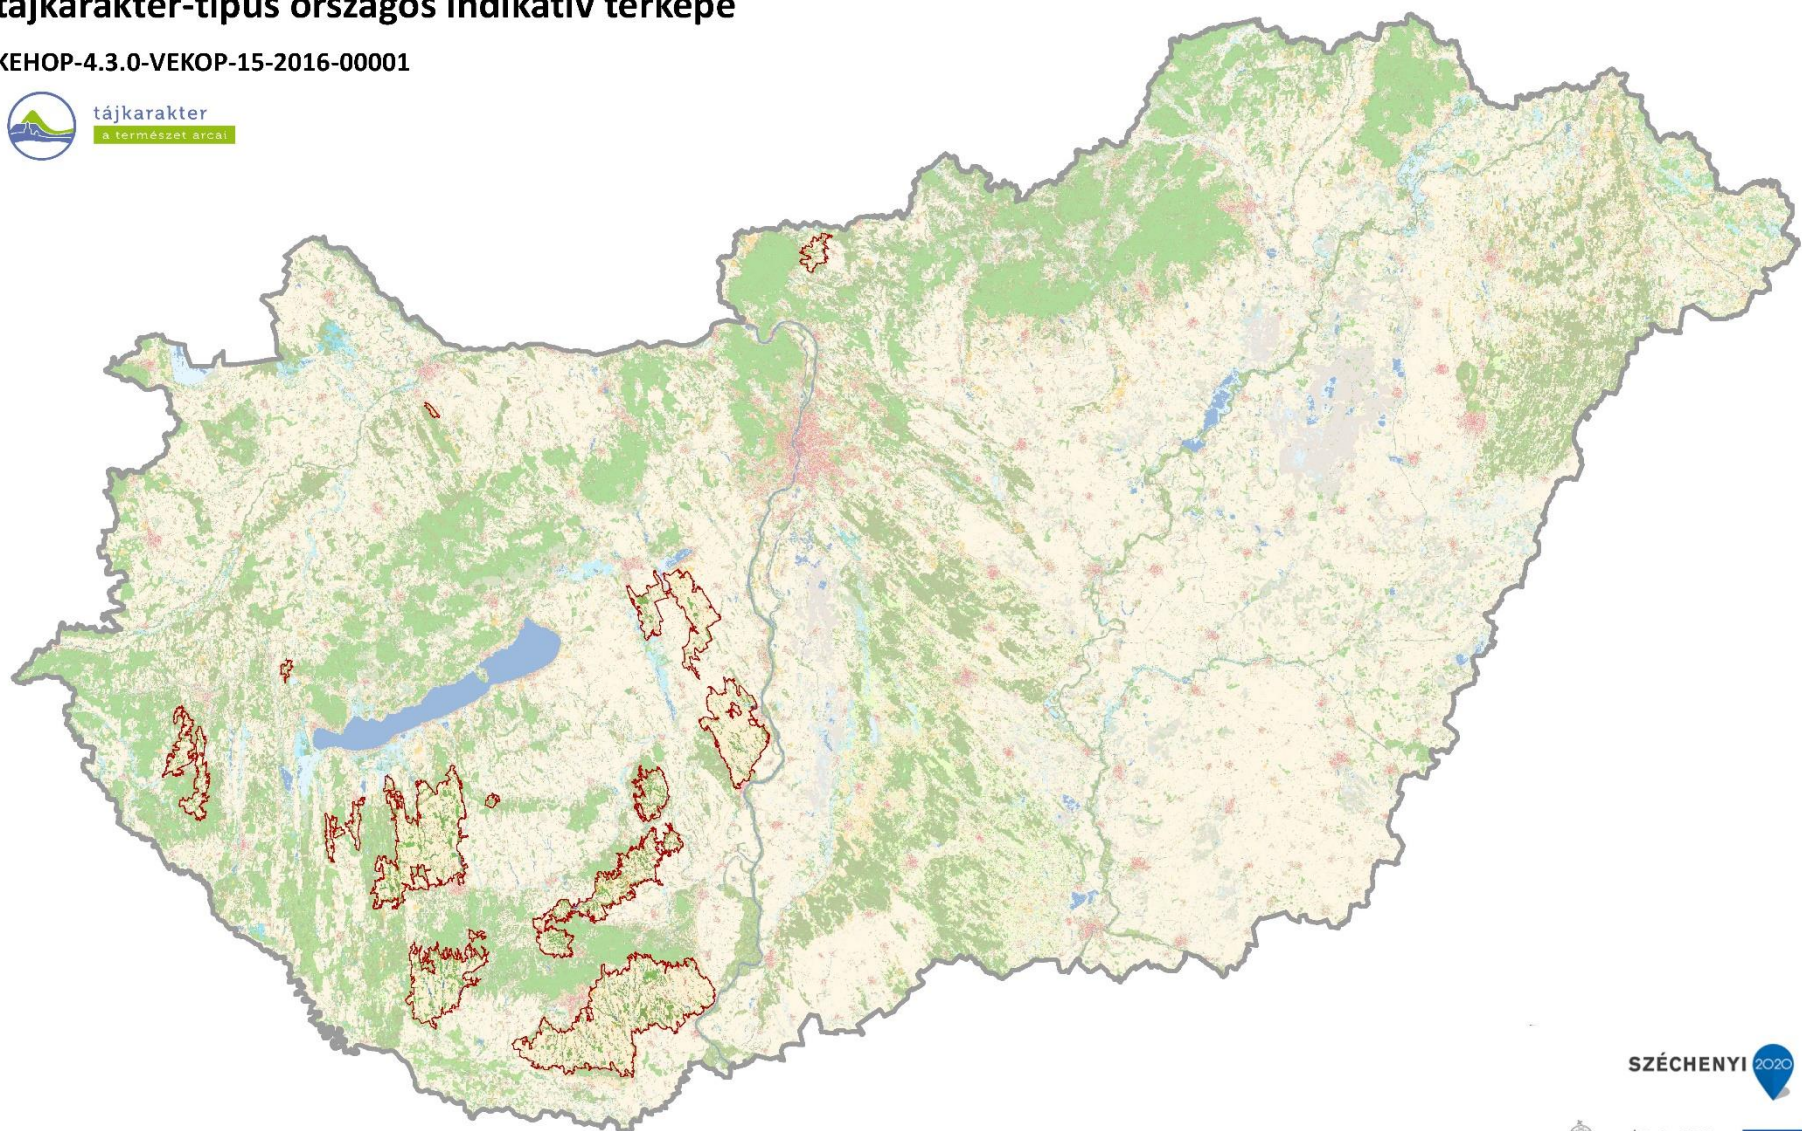 tájkarakter-típus országos indikatív térképe
KEHOP-4.3.0-VEKOP-15-2016-00001
tájkarakter
a természet arcai
SZÉCHENYI 2020